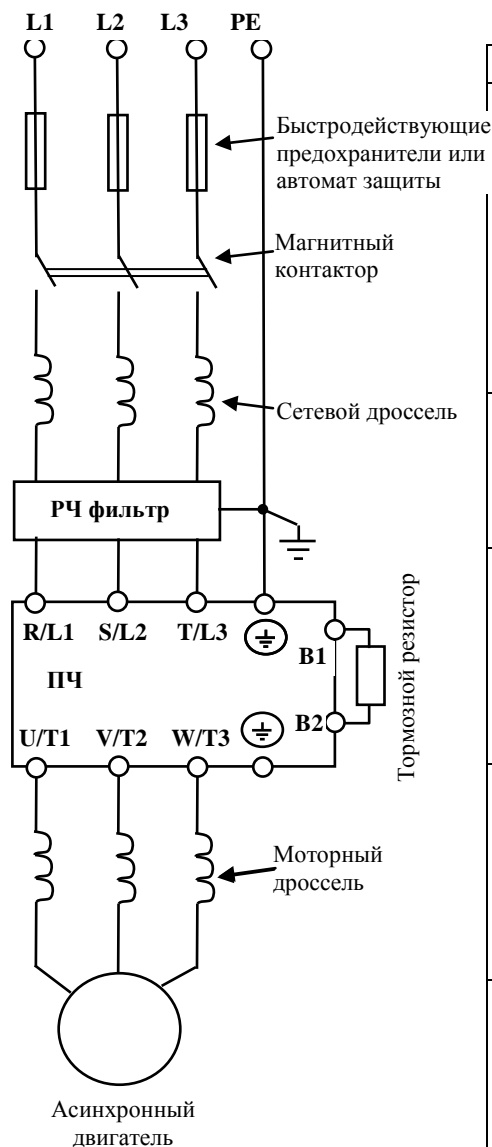 L1 L2 L3 PE
Быстродействующие
предохранители или
автомат защиты
Магнитный
контактор
Сетевой дроссель
РЧ фильтр
R/L1 S/L2 T/L3
B1
ПЧ
B2
U/T1 V/T2 W/T3
Тормозной резистор
Моторный
дроссель
Асинхронный
двигатель